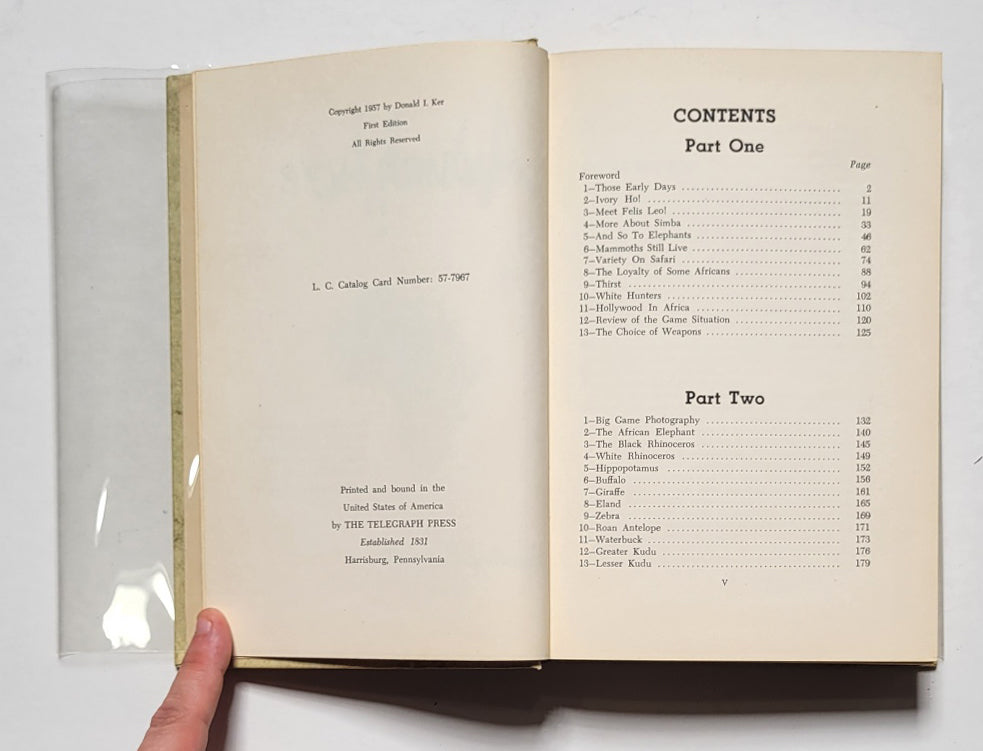 Copyright 1957 by Donald I. Ker
First Edition
All Rights Reserved
L. C. Catalog Card Number: 57-7967
Printed and bound in the
United States of America
by THE TELEGRAPH PRESS
Established 1831
Harrisburg, Pennsylvania
CONTENTS
Part One
Page
Foreword
1—Those Early Days 2
2—Ivory Ho! 11
3—Meet Felis Leo! 19
4—More About Simba 33
5—And So To Elephants 46
6—Mammoths Still Live 62
7—Variety On Safari 74
8—The Loyalty of Some Africans 88
9—Thirst 94
10—White Hunters 102
11—Hollywood In Africa 110
12—Review of the Game Situation 120
13—The Choice of Weapons 125
Part Two
1—Big Game Photography 132
2—The African Elephant 140
3—The Black Rhinoceros 145
4—White Rhinoceros 149
5—Hippopotamus 152
6—Buffalo 156
7—Giraffe 161
8—Eland 165
9—Zebra 169
10—Roan Antelope 171
11—Waterbuck 173
12—Greater Kudu 176
13—Lesser Kudu 179
V